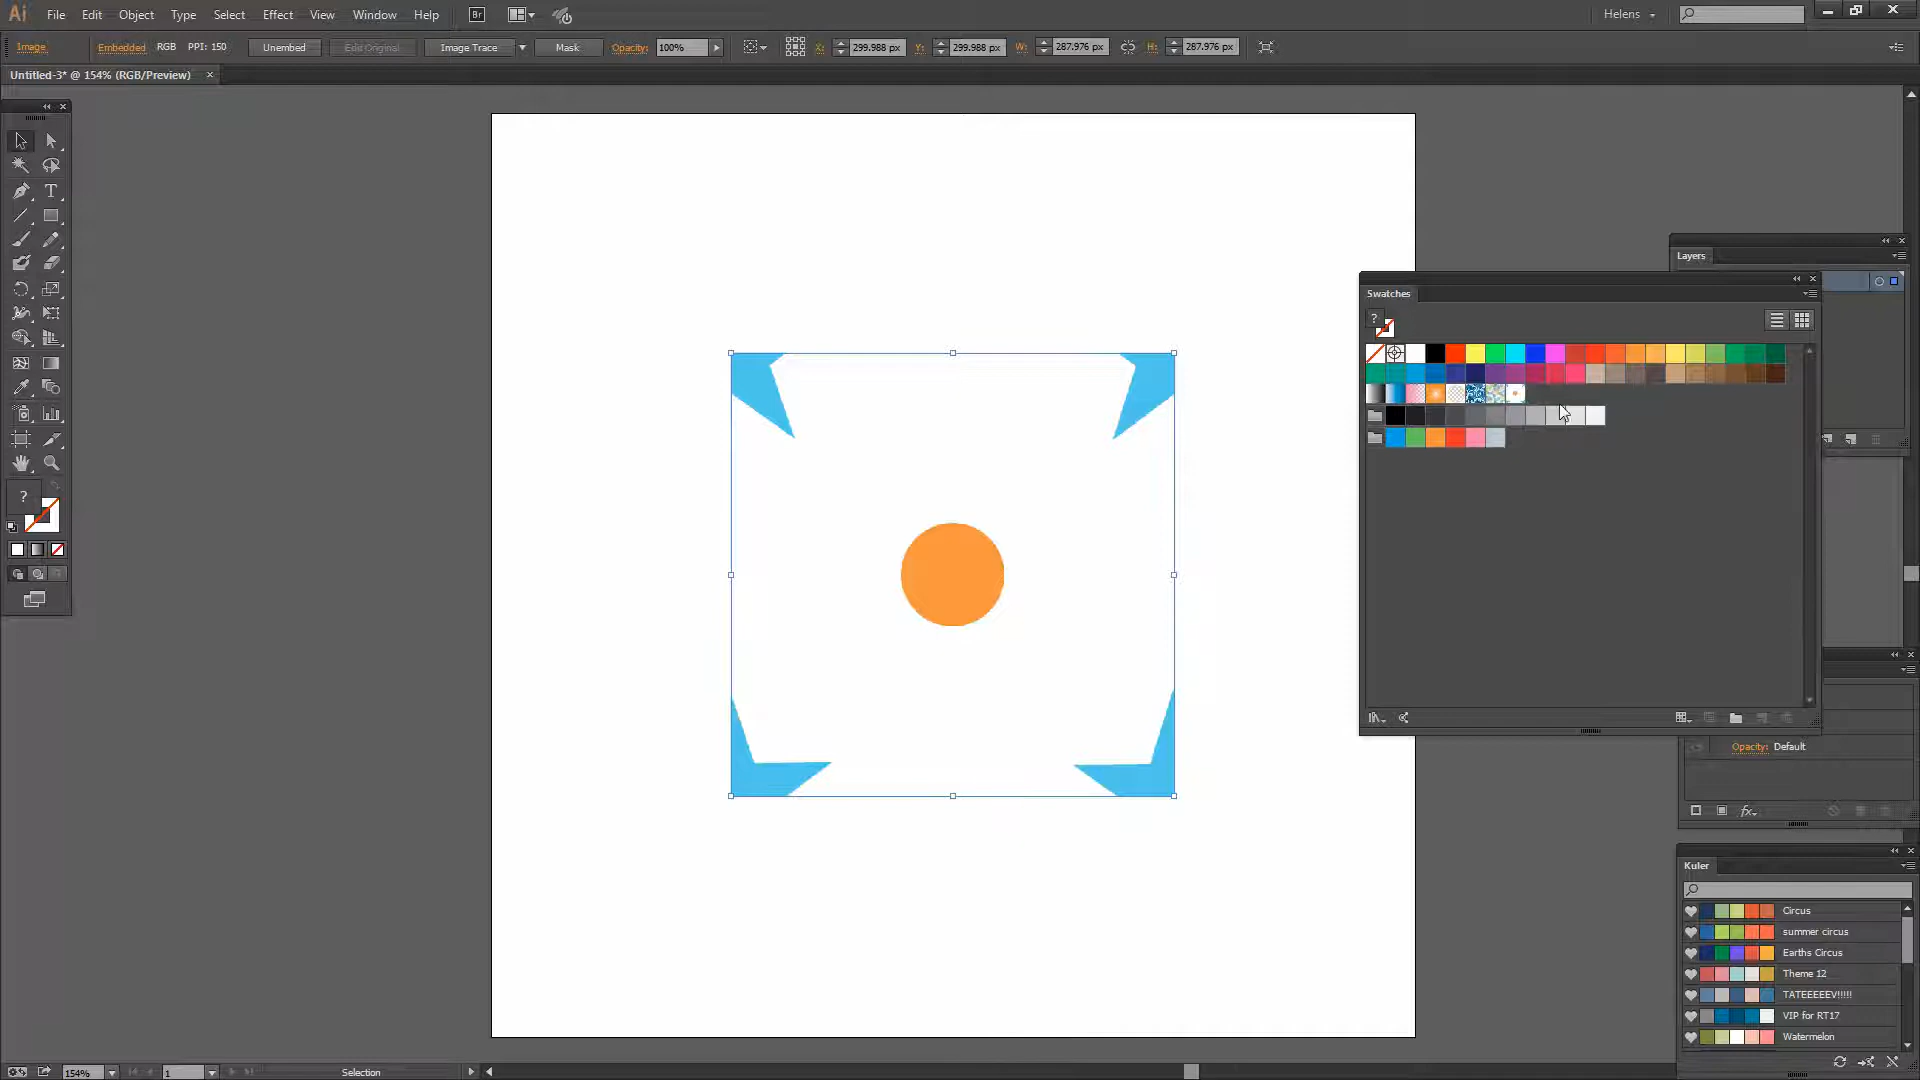 Ai File Edit Object Type Select Effect View Window Help Br Helens
Image Embedded RGB PPI: 150 Unembed Edit Original Image Trace Mask Opacity: 100% X: 299.988 px Y: 299.988 px W: 287.976 px H: 287.976 px
Untitled-3* @ 154% (RGB/Preview)
Layers
Swatches
?
?
Opacity: Default
fx
Kuler
Circus
summer circus
Earths Circus
Theme 12
TATEEEEEV!!!!!
VIP for RT17
Watermelon
154% 1 Selection